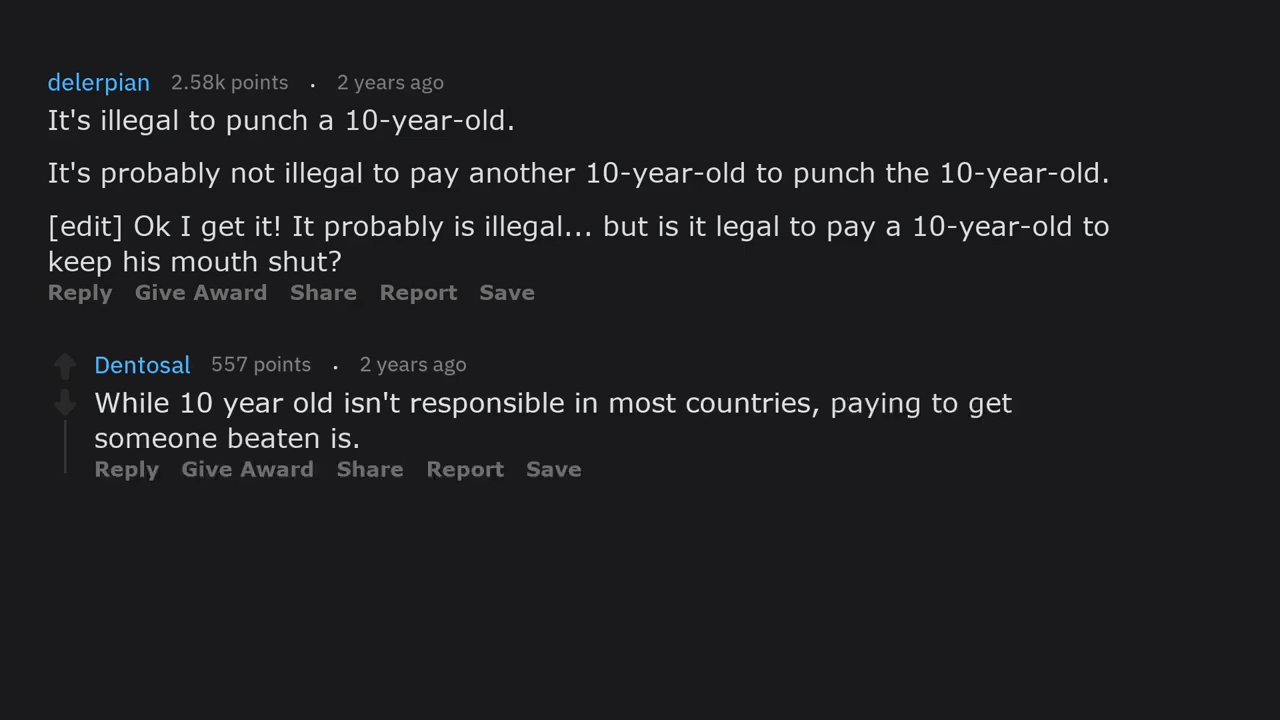 delerpian 2.58k points . 2 years ago
It's illegal to punch a 10-year-old.
It's probably not illegal to pay another 10-year-old to punch the 10-year-old.
[edit] Ok I get it! It probably is illegal... but is it legal to pay a 10-year-old to
keep his mouth shut?
Reply Give Award Share Report Save
Dentosal 557 points . 2 years ago
While 10 year old isn't responsible in most countries, paying to get
someone beaten is.
Reply Give Award Share Report Save